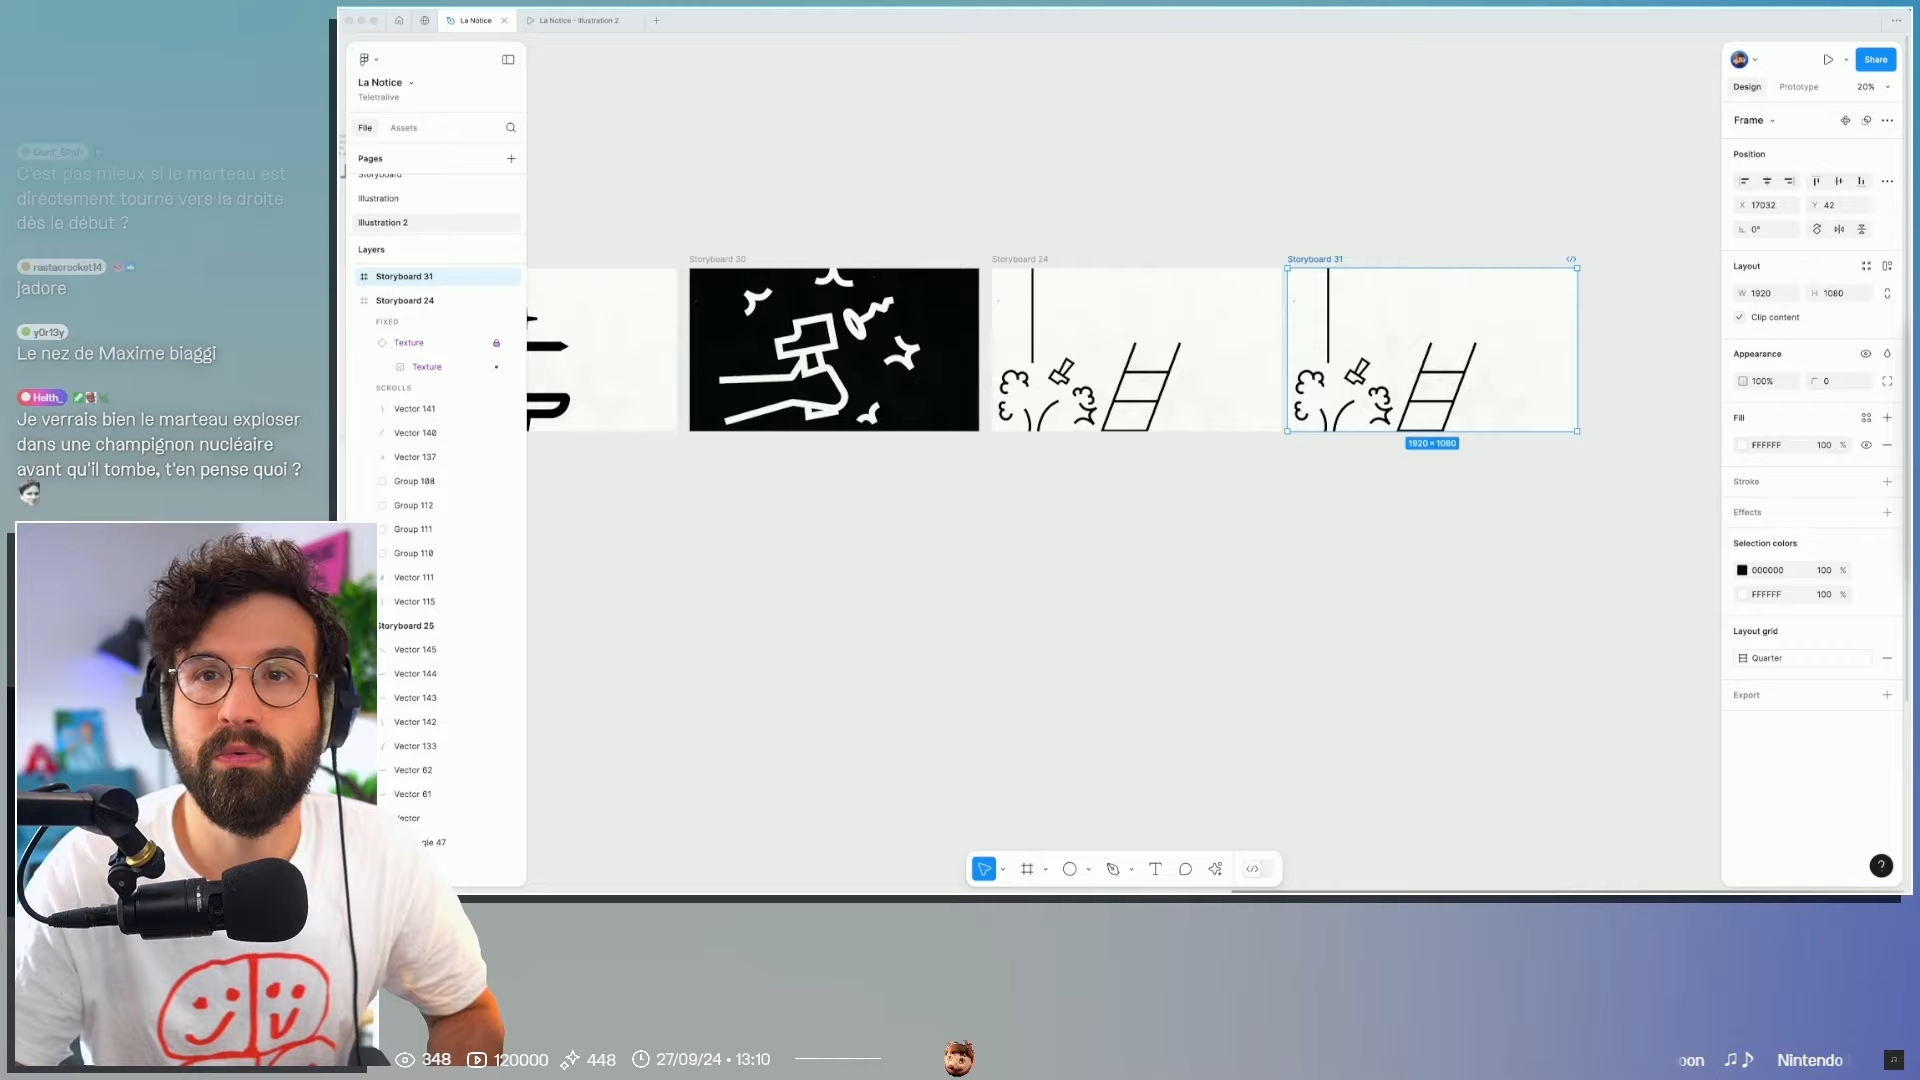 La Notice
La Notice - Illustration 2
La Notice
Teletralive
File
Assets
Pages
Storyboard
Illustration
Illustration 2
Layers
Storyboard 31
Storyboard 24
FIXED
Texture
Texture
SCROLLS
Vector 141
Vector 140
Vector 137
Group 108
Group 112
Group 111
Group 110
Vector 111
Vector 115
Storyboard 25
Vector 145
Vector 144
Vector 143
Vector 142
Vector 133
Vector 62
Vector 61
Storyboard 30
Storyboard 24
Storyboard 31
1920 × 1080
Share
Design
Prototype
20%
Frame
Position
X 17032
Y 42
0°
Layout
W 1920
H 1080
Clip content
Appearance
100%
0
Fill
FFFFFF 100 %
Stroke
Effects
Selection colors
000000 100 %
FFFFFF 100 %
Layout grid
Quarter
Export
?
C'est pas mieux si le marteau est
directement tourné vers la droite
dès le début ?
rastacrocket14
jadore
y0r13y
Le nez de Maxime biaggi
Helth_
Je verrais bien le marteau exploser
dans une champignon nucléaire
avant qu'il tombe, t'en pense quoi ?
348
120000
448
27/09/24 • 13:10
oon
Nintendo